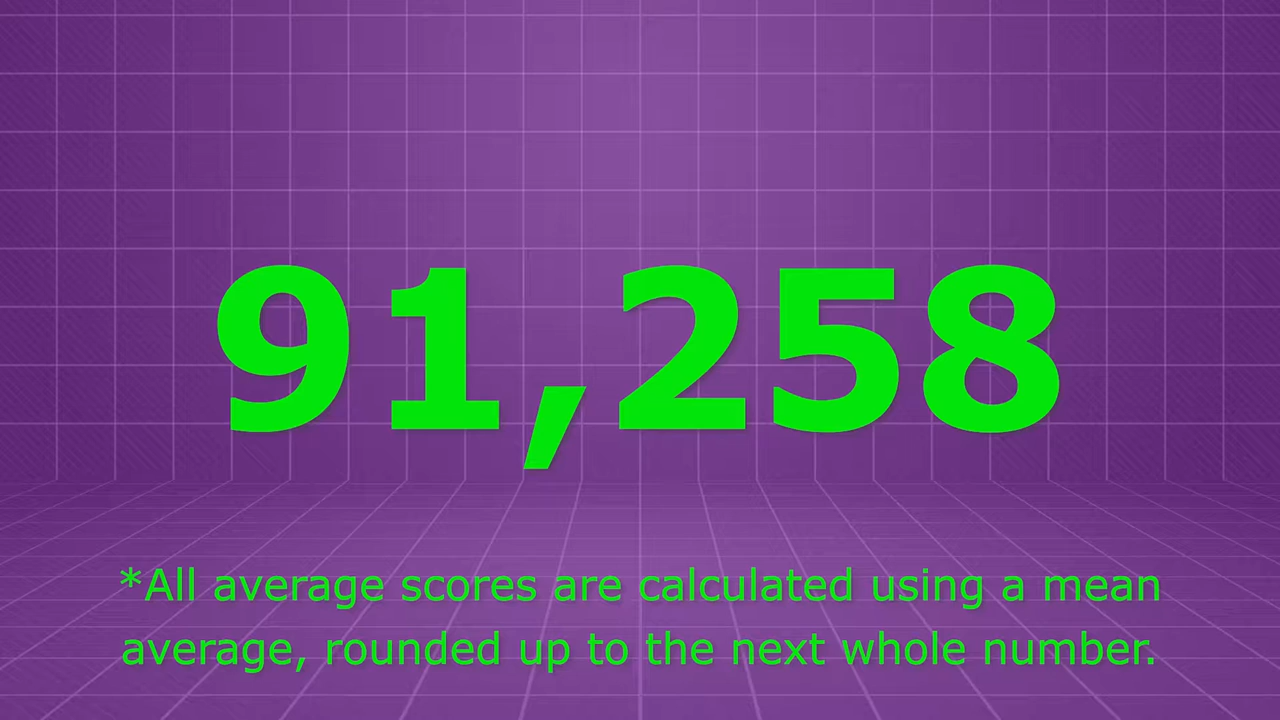 91,258
*All average scores are calculated using a mean
average, rounded up to the next whole number.